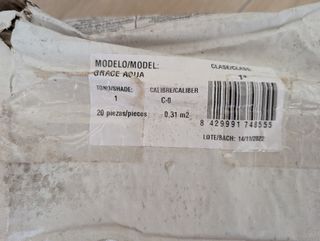 MODELO/MODEL:
GRACE AQUA
CLASE/CLASS:
1ª
TONO/SHADE:
1
CALIBRE/CALIBER
C-0
20 piezas/pieces
0,31 m2
8 429991 748555
LOTE/BACH: 14/11/2022